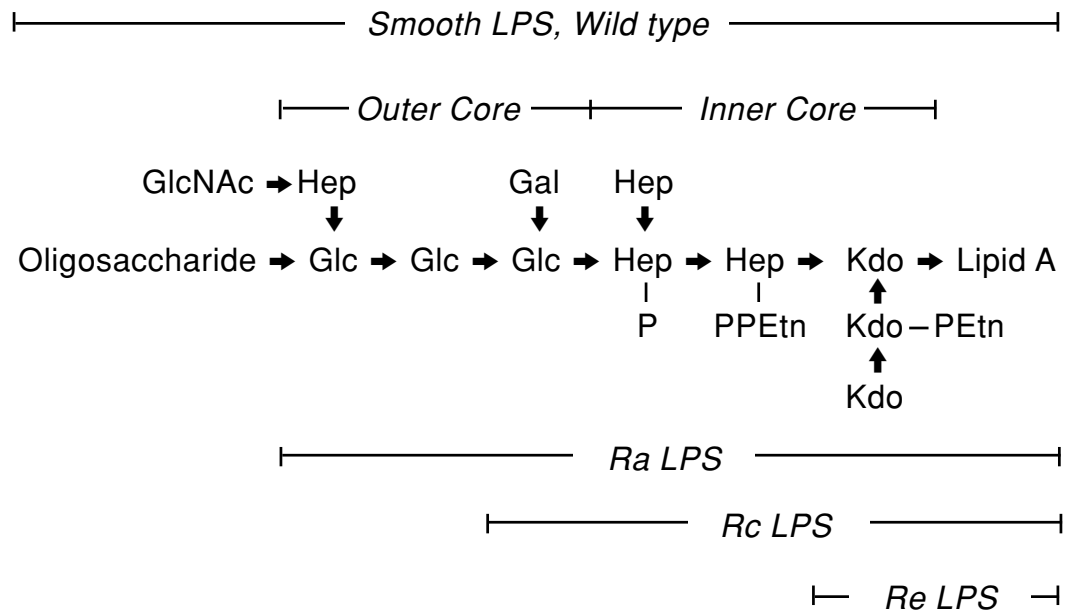 Smooth LPS, Wild type
Outer Core Inner Core
GlcNAc → Hep Gal Hep
Oligosaccharide → Glc → Glc → Glc → Hep → Hep → Kdo → Lipid A
P PPEtn Kdo – PEtn
Kdo
Ra LPS
Rc LPS
Re LPS